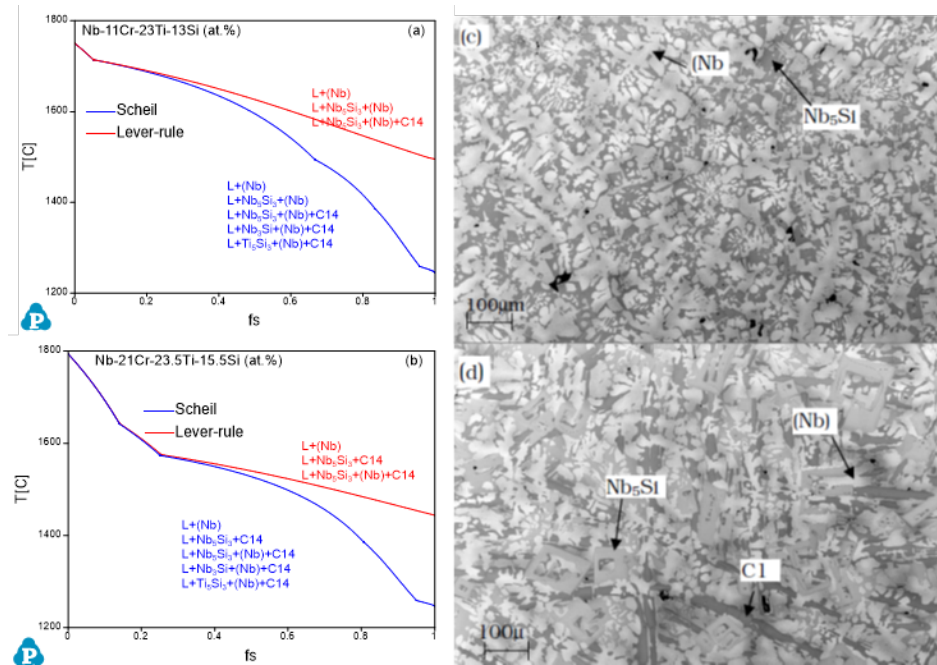 Nb-11Cr-23Ti-13Si (at.%)
(a)
1800
1600
1400
1200
T[C]
Scheil
Lever-rule
L+(Nb)
L+Nb₅Si₃+(Nb)
L+Nb₅Si₃+(Nb)+C14
L+(Nb)
L+Nb₅Si₃+(Nb)
L+Nb₅Si₃+(Nb)+C14
L+Nb₃Si+(Nb)+C14
L+Ti₅Si₃+(Nb)+C14
0 0.2 0.4 0.6 0.8 1
fs
P
Nb-21Cr-23.5Ti-15.5Si (at.%)
(b)
1800
1600
1400
1200
T[C]
Scheil
Lever-rule
L+(Nb)
L+Nb₅Si₃+C14
L+Nb₅Si₃+(Nb)+C14
L+(Nb)
L+Nb₅Si₃+C14
L+Nb₅Si₃+(Nb)+C14
L+Nb₃Si+(Nb)+C14
L+Ti₅Si₃+(Nb)+C14
0 0.2 0.4 0.6 0.8 1
fs
P
(c)
(Nb
Nb₅Si
100μm
(d)
(Nb)
Nb₅Si
C1
100μ